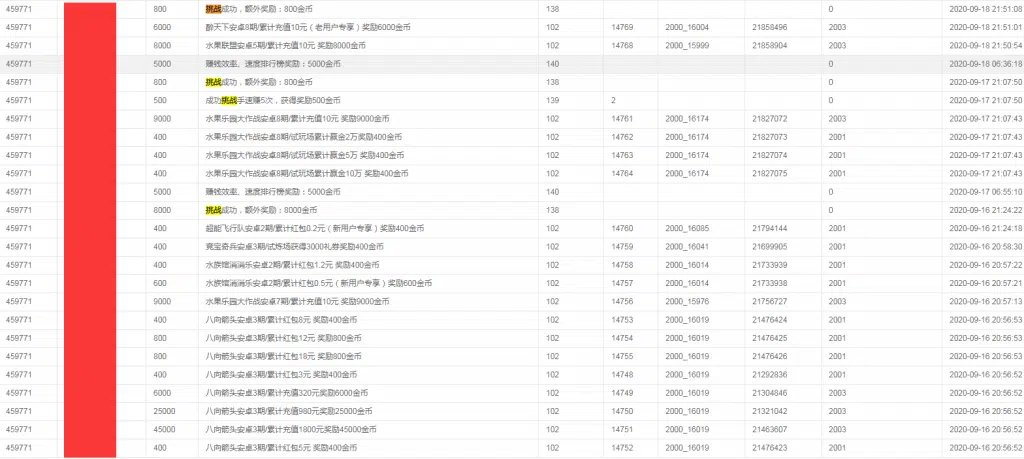 459771 800 挑战成功，额外奖励：800金币 138 0 2020-09-18 21:51:08
459771 6000 醉天下安卓8期/累计充值10元（老用户专享）奖励6000金币 102 14769 2000_16004 21858496 2003 2020-09-18 21:51:01
459771 8000 水果联盟安卓5期/累计充值10元 奖励8000金币 102 14768 2000_15999 21858904 2003 2020-09-18 21:50:54
459771 5000 赚钱效率、速度排行榜奖励：5000金币 140 0 2020-09-18 06:36:18
459771 800 挑战成功，额外奖励：800金币 138 0 2020-09-17 21:07:50
459771 500 成功挑战手速赚5次，获得奖励500金币 139 2 0 2020-09-17 21:07:50
459771 9000 水果乐园大作战安卓8期/累计充值10元 奖励9000金币 102 14761 2000_16174 21827072 2003 2020-09-17 21:07:43
459771 400 水果乐园大作战安卓8期/试玩场累计赢金2万奖励400金币 102 14762 2000_16174 21827073 2001 2020-09-17 21:07:43
459771 400 水果乐园大作战安卓8期/试玩场累计赢金5万 奖励400金币 102 14763 2000_16174 21827074 2001 2020-09-17 21:07:43
459771 400 水果乐园大作战安卓8期/试玩场累计赢金10万 奖励400金币 102 14764 2000_16174 21827075 2001 2020-09-17 21:07:43
459771 5000 赚钱效率、速度排行榜奖励：5000金币 140 0 2020-09-17 06:55:10
459771 8000 挑战成功，额外奖励：8000金币 138 0 2020-09-16 21:24:22
459771 400 超能飞行队安卓2期/累计红包0.2元（新用户专享）奖励400金币 102 14760 2000_16085 21794144 2001 2020-09-16 21:24:18
459771 400 觅宝奇兵安卓3期/试炼场获得3000礼券奖励400金币 102 14759 2000_16041 21699905 2001 2020-09-16 20:58:30
459771 400 水族馆消消乐安卓2期/累计红包1.2元 奖励400金币 102 14758 2000_16014 21733939 2001 2020-09-16 20:57:22
459771 600 水族馆消消乐安卓2期/累计红包0.5元（新用户专享）奖励600金币 102 14757 2000_16014 21733938 2001 2020-09-16 20:57:21
459771 9000 水果乐园大作战安卓7期/累计充值10元 奖励9000金币 102 14756 2000_15976 21756727 2003 2020-09-16 20:57:13
459771 400 八向箭头安卓3期/累计红包8元 奖励400金币 102 14753 2000_16019 21476424 2001 2020-09-16 20:56:53
459771 800 八向箭头安卓3期/累计红包12元 奖励800金币 102 14754 2000_16019 21476425 2001 2020-09-16 20:56:53
459771 800 八向箭头安卓3期/累计红包18元 奖励800金币 102 14755 2000_16019 21476426 2001 2020-09-16 20:56:53
459771 400 八向箭头安卓3期/累计红包3元 奖励400金币 102 14748 2000_16019 21292836 2001 2020-09-16 20:56:52
459771 6000 八向箭头安卓3期/累计充值320元奖励6000金币 102 14749 2000_16019 21304846 2003 2020-09-16 20:56:52
459771 25000 八向箭头安卓3期/累计充值980元奖励25000金币 102 14750 2000_16019 21321042 2003 2020-09-16 20:56:52
459771 45000 八向箭头安卓3期/累计充值1800元奖励45000金币 102 14751 2000_16019 21463607 2003 2020-09-16 20:56:52
459771 400 八向箭头安卓3期/累计红包5元 奖励400金币 102 14752 2000_16019 21476423 2001 2020-09-16 20:56:52